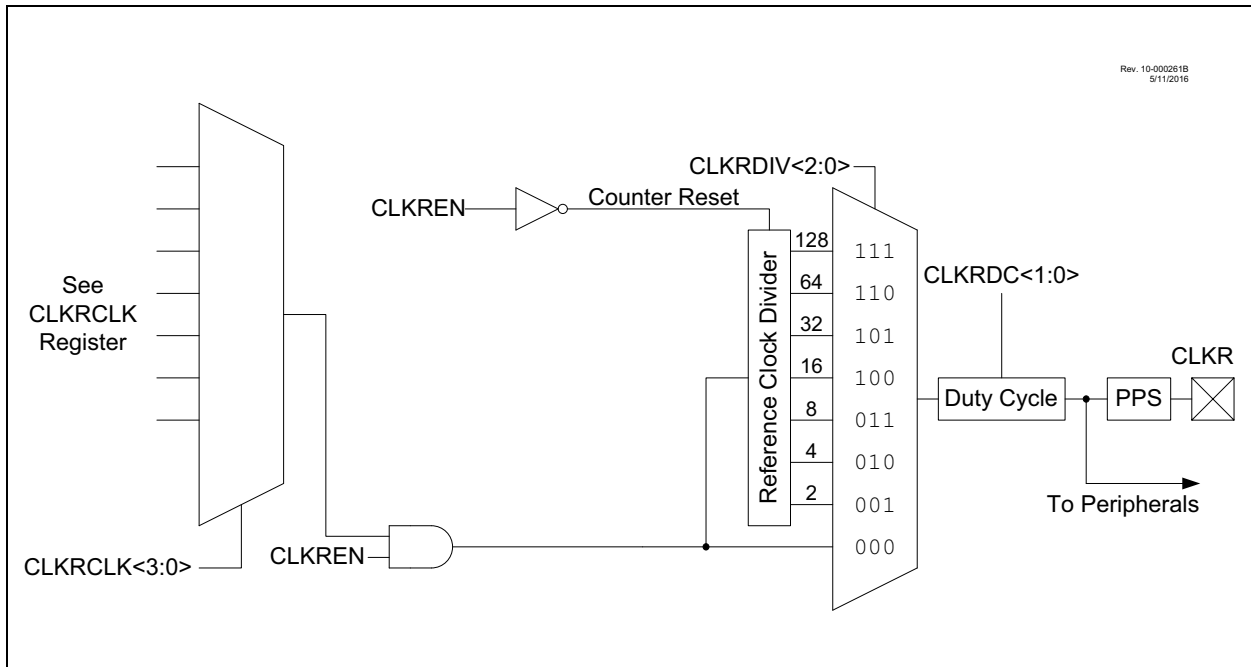 Rev. 10-000261B
5/11/2016
CLKRDIV<2:0>
CLKREN
Counter Reset
See
CLKRCLK
Register
Reference Clock Divider
128
111
64
110
32
101
16
100
8
011
4
010
2
001
000
CLKRDC<1:0>
CLKR
Duty Cycle
PPS
To Peripherals
CLKREN
CLKRCLK<3:0>